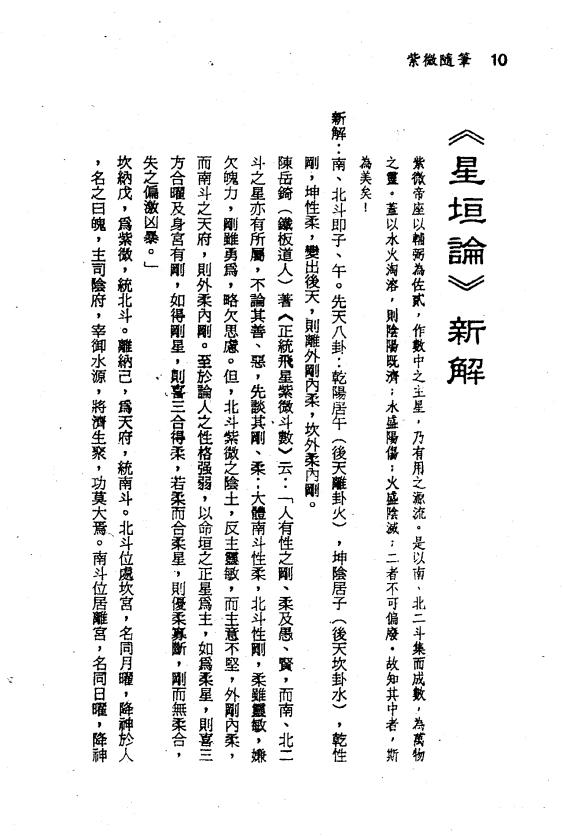 紫微隨筆 10
《星垣論》新解
紫微帝座以輔弼為佐貳，作數中之主星，乃有用之源流。是以南、北二斗集而成數，為萬物
之靈。蓋以水火淘溶，則陰陽既濟；水盛陽傷；火盛陰滅；二者不可偏廢。故知其中者，斯
為美矣！
新解：南、北斗即子、午。先天八卦：乾陽居午（後天離卦火），坤陰居子（後天坎卦水），乾性
剛，坤性柔，變出後天，則離外剛內柔，坎外柔內剛。
陳岳錡（鐵板道人）著《正統飛星紫微斗數》云：「人有性之剛、柔及愚、賢，而南、北二
斗之星亦有所屬，不論其善、惡，先談其剛、柔：大體南斗性柔，北斗性剛，柔雖靈敏，嫌
欠魄力，剛雖勇爲，略欠思慮。但，北斗紫微之陰土，反主靈敏，而主意不堅，外剛內柔，
而南斗之天府，則外柔內剛。至於論人之性格强弱，以命垣之正星爲主，如爲柔星，則喜三
方合曜及身宮有剛，如得剛星，則喜三合得柔，若柔而合柔星，則優柔寡斷，剛而無柔合，
失之偏激凶暴。」
坎納戊，爲紫微，統北斗。離納己，爲天府，統南斗。北斗位處坎宮，名同月曜，降神於人
，名之曰魄，主司陰府，宰御水源，將濟生聚，功莫大焉。南斗位居離宮，名同日曜，降神